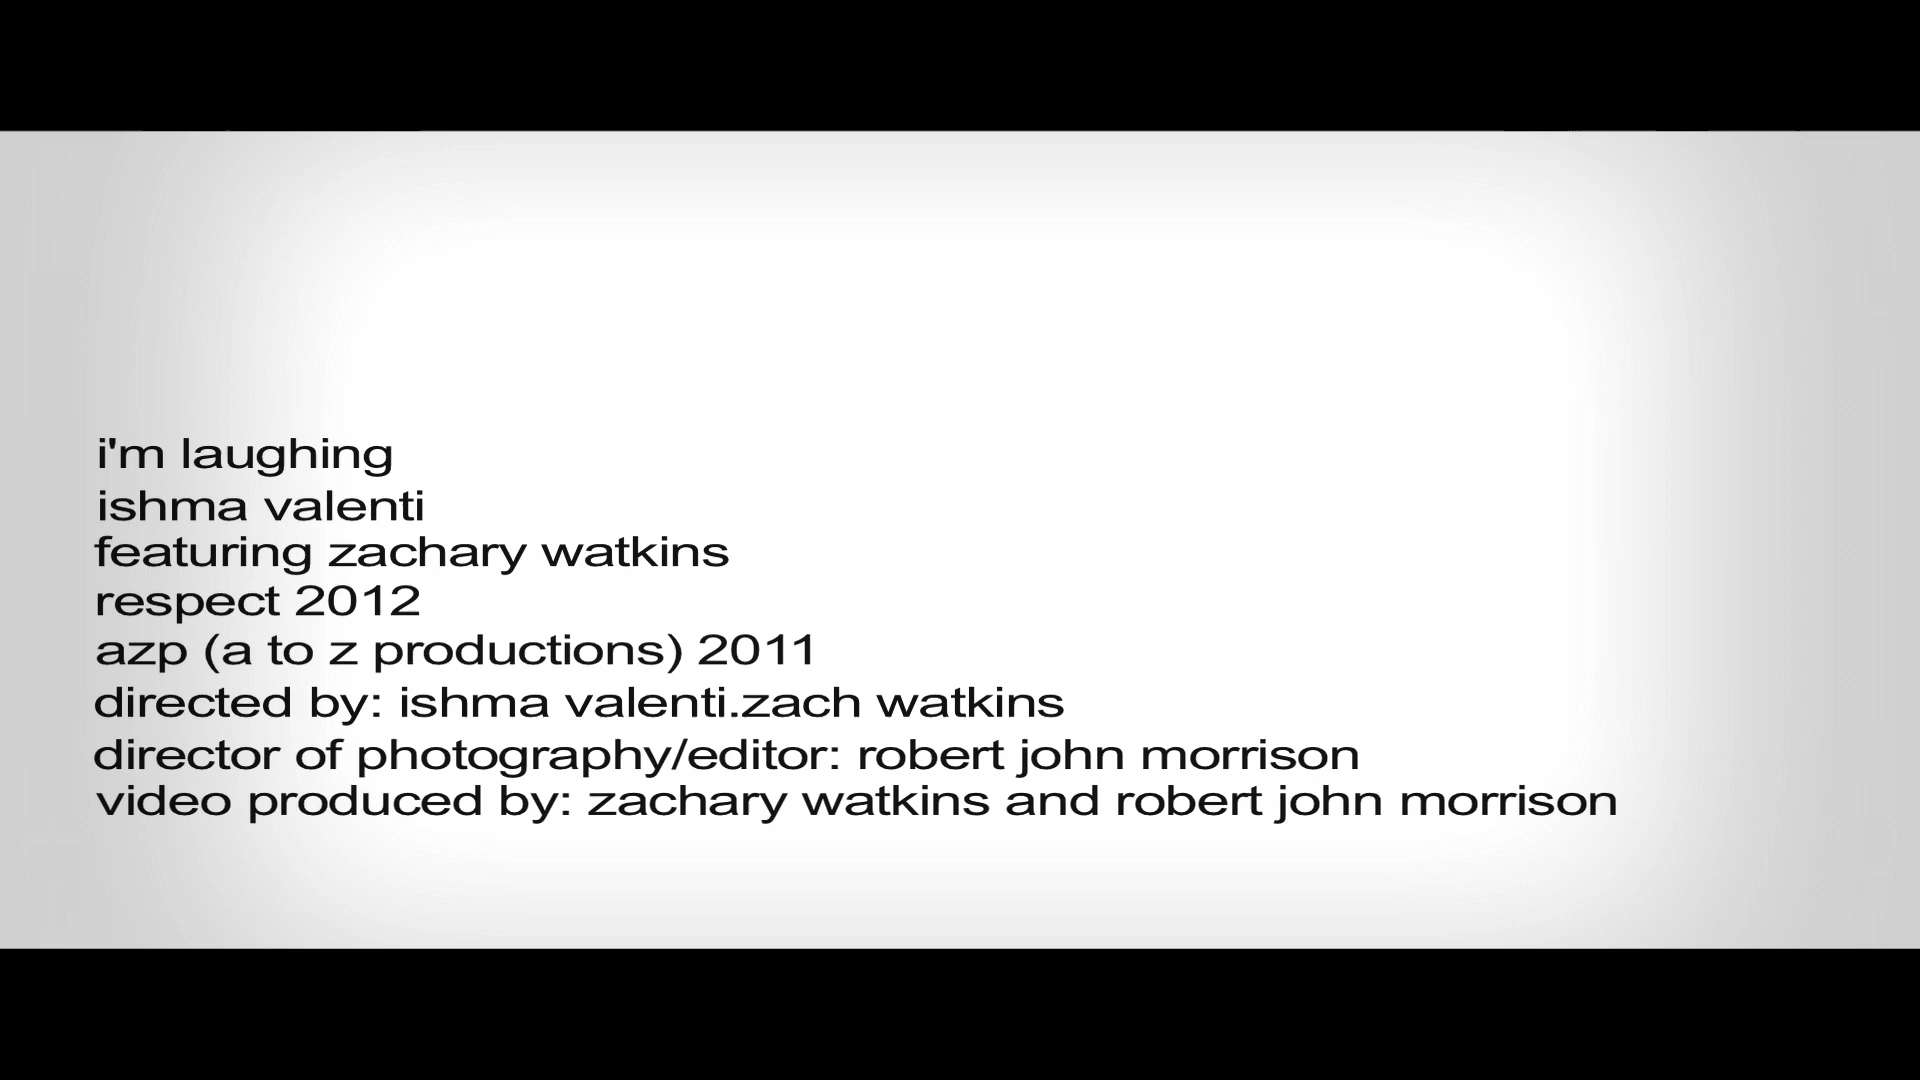 i'm laughing
ishma valenti
featuring zachary watkins
respect 2012
azp (a to z productions) 2011
directed by: ishma valenti.zach watkins
director of photography/editor: robert john morrison
video produced by: zachary watkins and robert john morrison